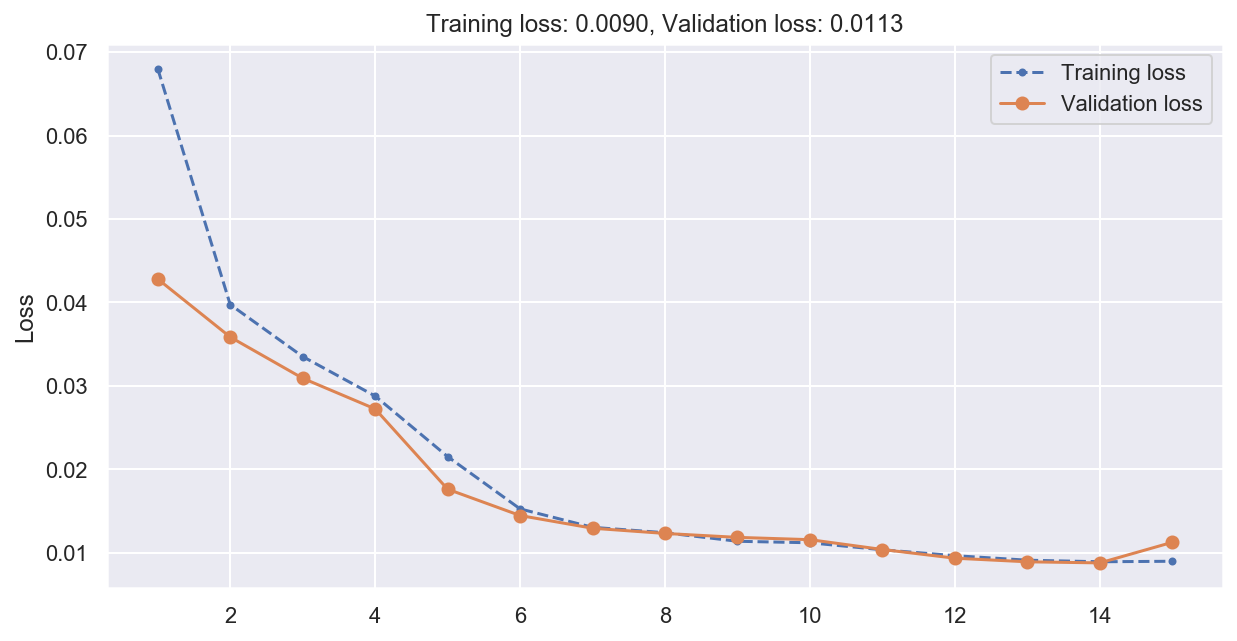 Training loss: 0.0090, Validation loss: 0.0113
0.07
0.06
0.05
0.04
0.03
0.02
0.01
Loss
Training loss
Validation loss
2 4 6 8 10 12 14